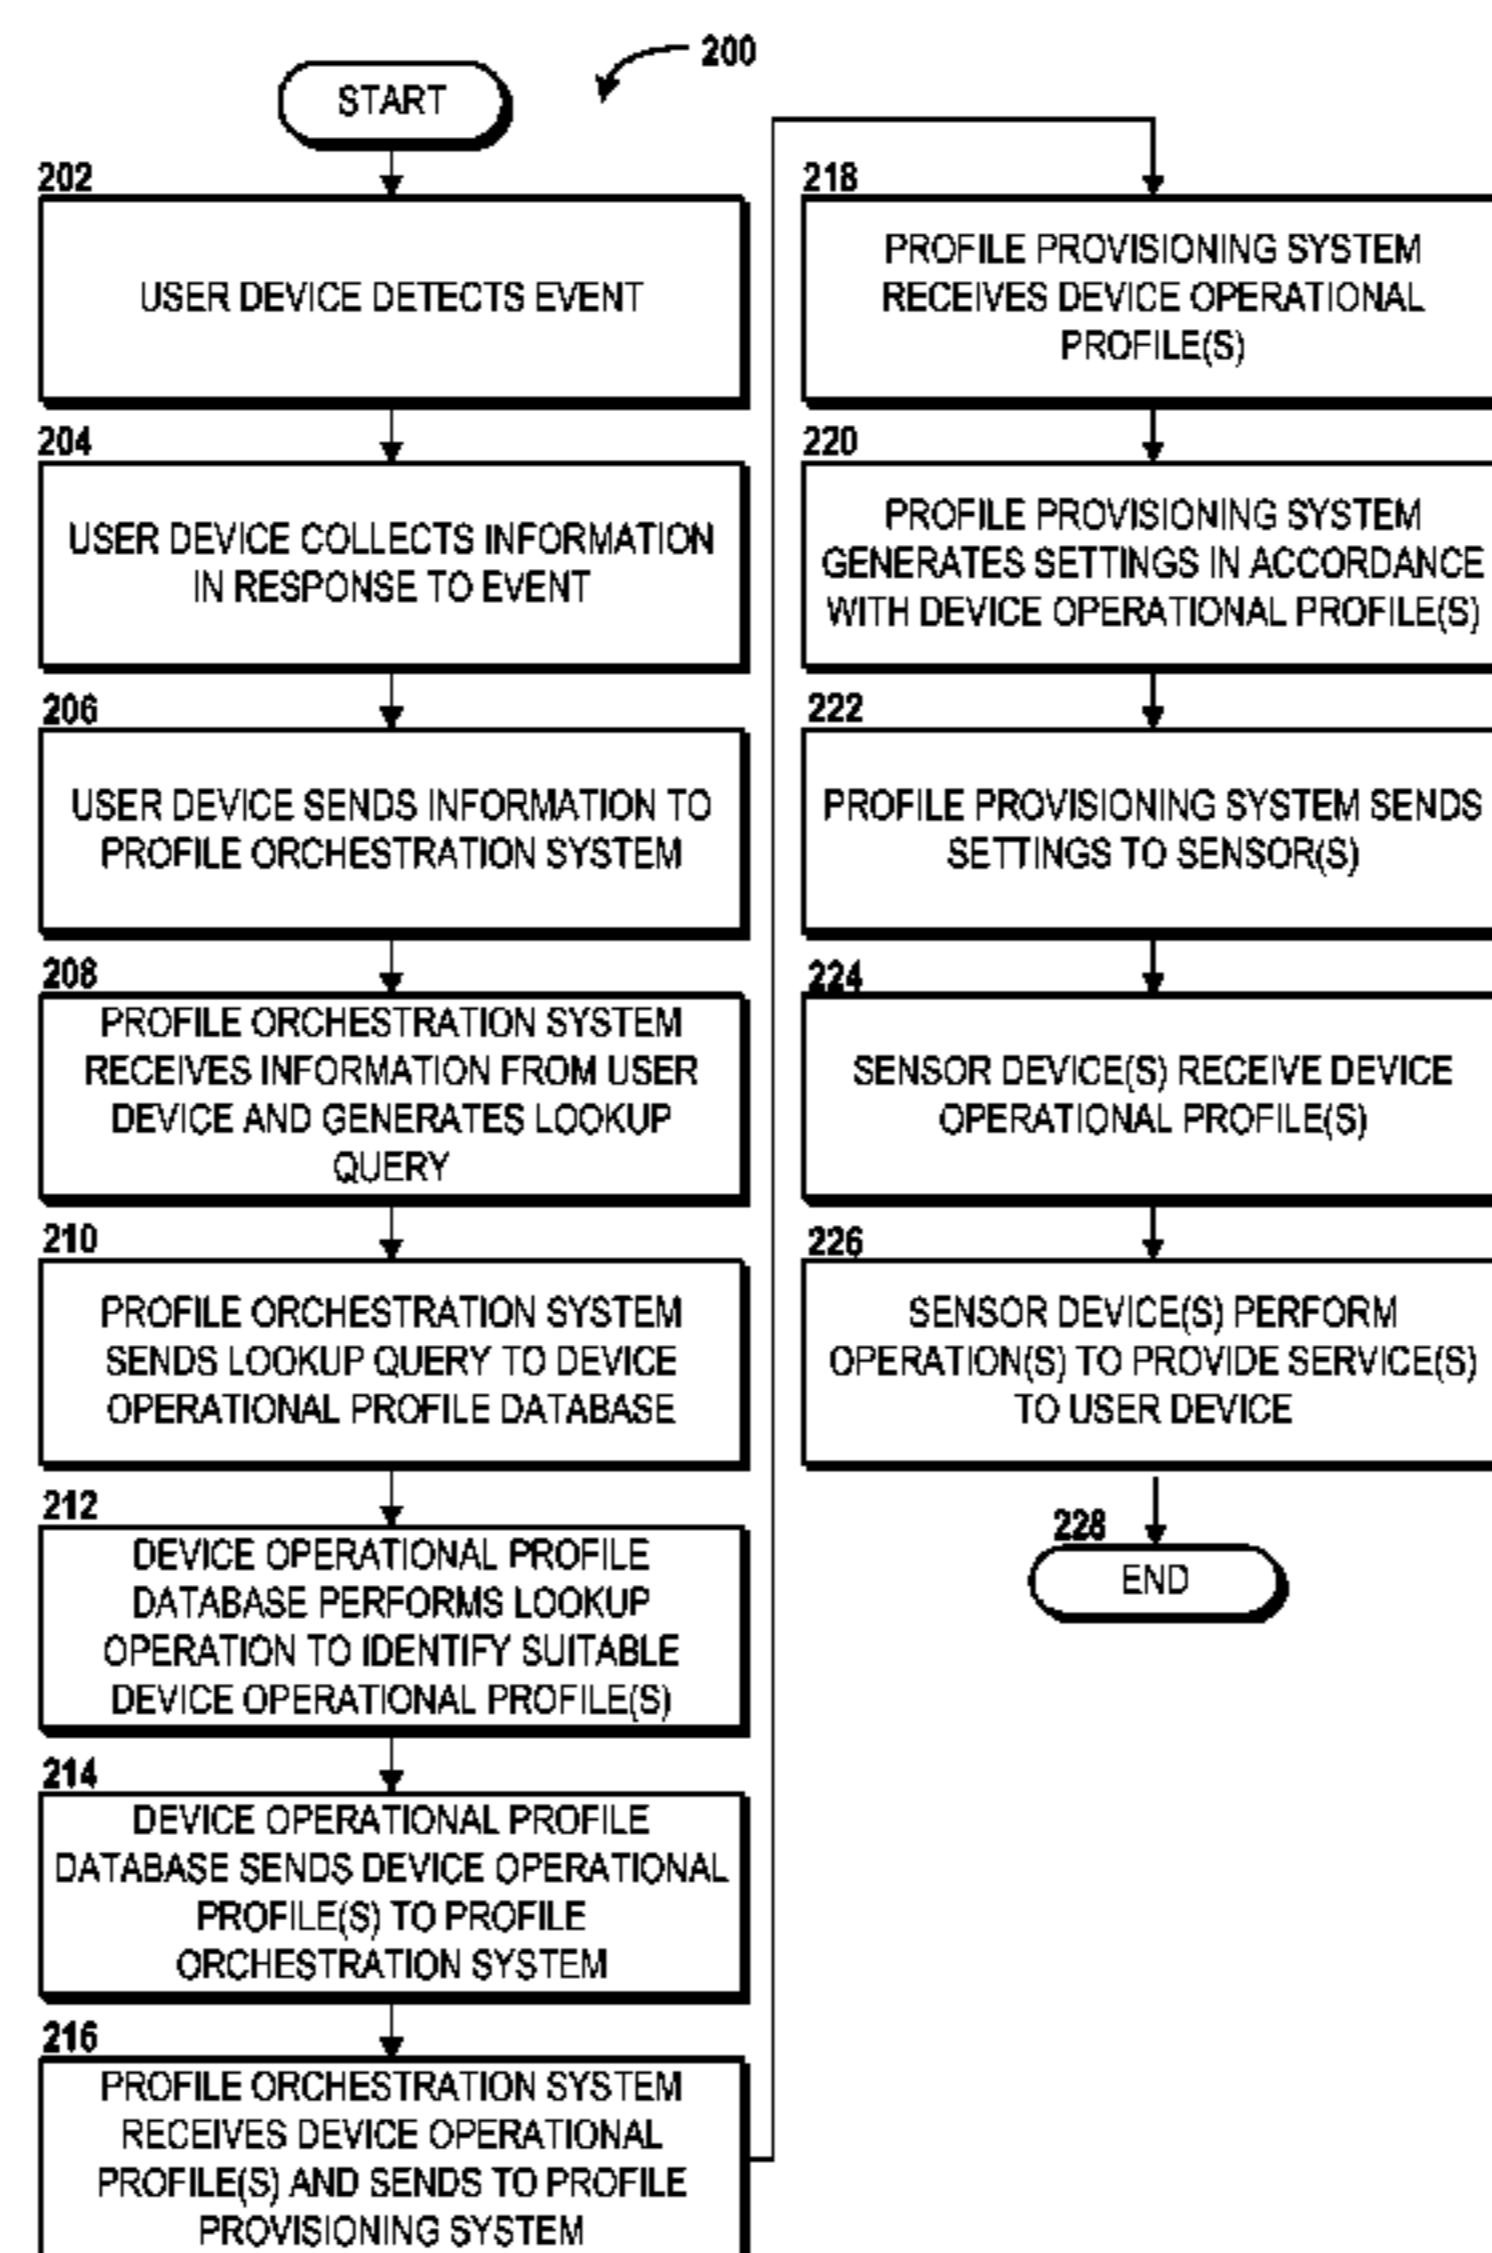 200
START
202
USER DEVICE DETECTS EVENT
204
USER DEVICE COLLECTS INFORMATION
IN RESPONSE TO EVENT
206
USER DEVICE SENDS INFORMATION TO
PROFILE ORCHESTRATION SYSTEM
208
PROFILE ORCHESTRATION SYSTEM
RECEIVES INFORMATION FROM USER
DEVICE AND GENERATES LOOKUP
QUERY
210
PROFILE ORCHESTRATION SYSTEM
SENDS LOOKUP QUERY TO DEVICE
OPERATIONAL PROFILE DATABASE
212
DEVICE OPERATIONAL PROFILE
DATABASE PERFORMS LOOKUP
OPERATION TO IDENTIFY SUITABLE
DEVICE OPERATIONAL PROFILE(S)
214
DEVICE OPERATIONAL PROFILE
DATABASE SENDS DEVICE OPERATIONAL
PROFILE(S) TO PROFILE
ORCHESTRATION SYSTEM
216
PROFILE ORCHESTRATION SYSTEM
RECEIVES DEVICE OPERATIONAL
PROFILE(S) AND SENDS TO PROFILE
PROVISIONING SYSTEM
218
PROFILE PROVISIONING SYSTEM
RECEIVES DEVICE OPERATIONAL
PROFILE(S)
220
PROFILE PROVISIONING SYSTEM
GENERATES SETTINGS IN ACCORDANCE
WITH DEVICE OPERATIONAL PROFILE(S)
222
PROFILE PROVISIONING SYSTEM SENDS
SETTINGS TO SENSOR(S)
224
SENSOR DEVICE(S) RECEIVE DEVICE
OPERATIONAL PROFILE(S)
226
SENSOR DEVICE(S) PERFORM
OPERATION(S) TO PROVIDE SERVICE(S)
TO USER DEVICE
228
END